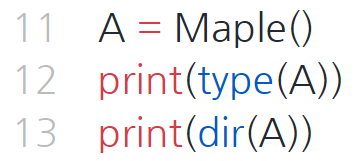 11 A = Maple()
12 print(type(A))
13 print(dir(A))